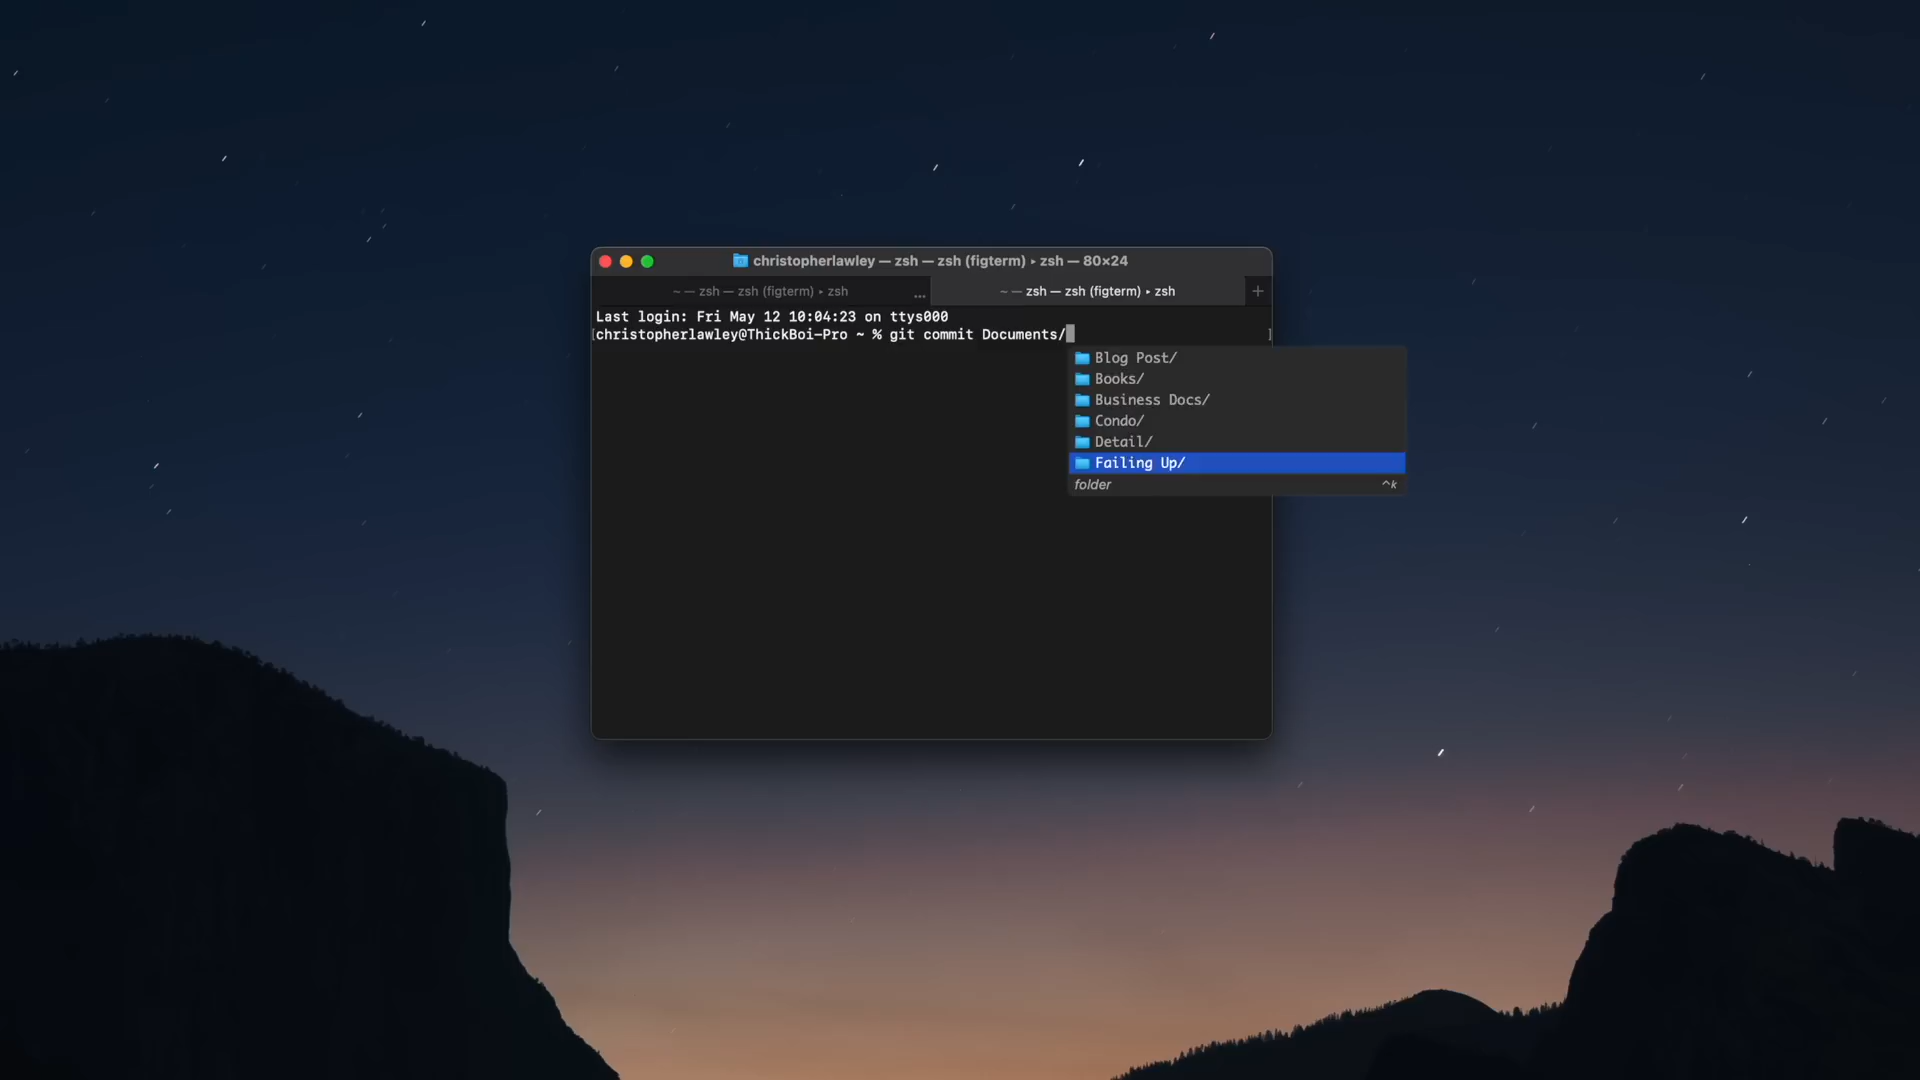 christopherlawley — zsh — zsh (figterm) ▸ zsh — 80×24
~ — zsh — zsh (figterm) ▸ zsh ...
~ — zsh — zsh (figterm) ▸ zsh +
Last login: Fri May 12 10:04:23 on ttys000
[christopherlawley@ThickBoi-Pro ~ % git commit Documents/ ]
Blog Post/
Books/
Business Docs/
Condo/
Detail/
Failing Up/
folder ^k